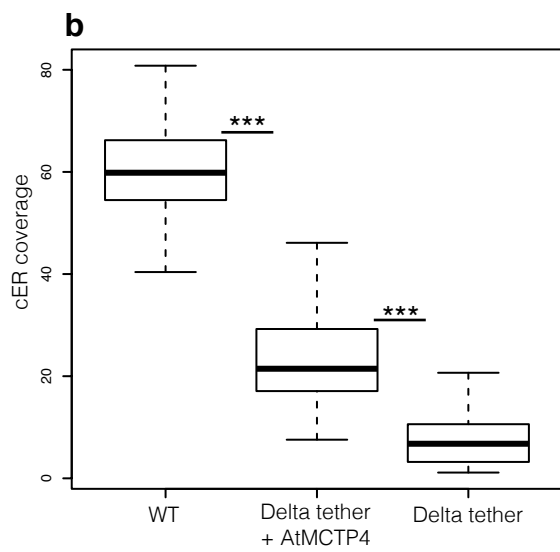 b
80
60
40
20
0
cER coverage
***
***
WT
Delta tether
+ AtMCTP4
Delta tether